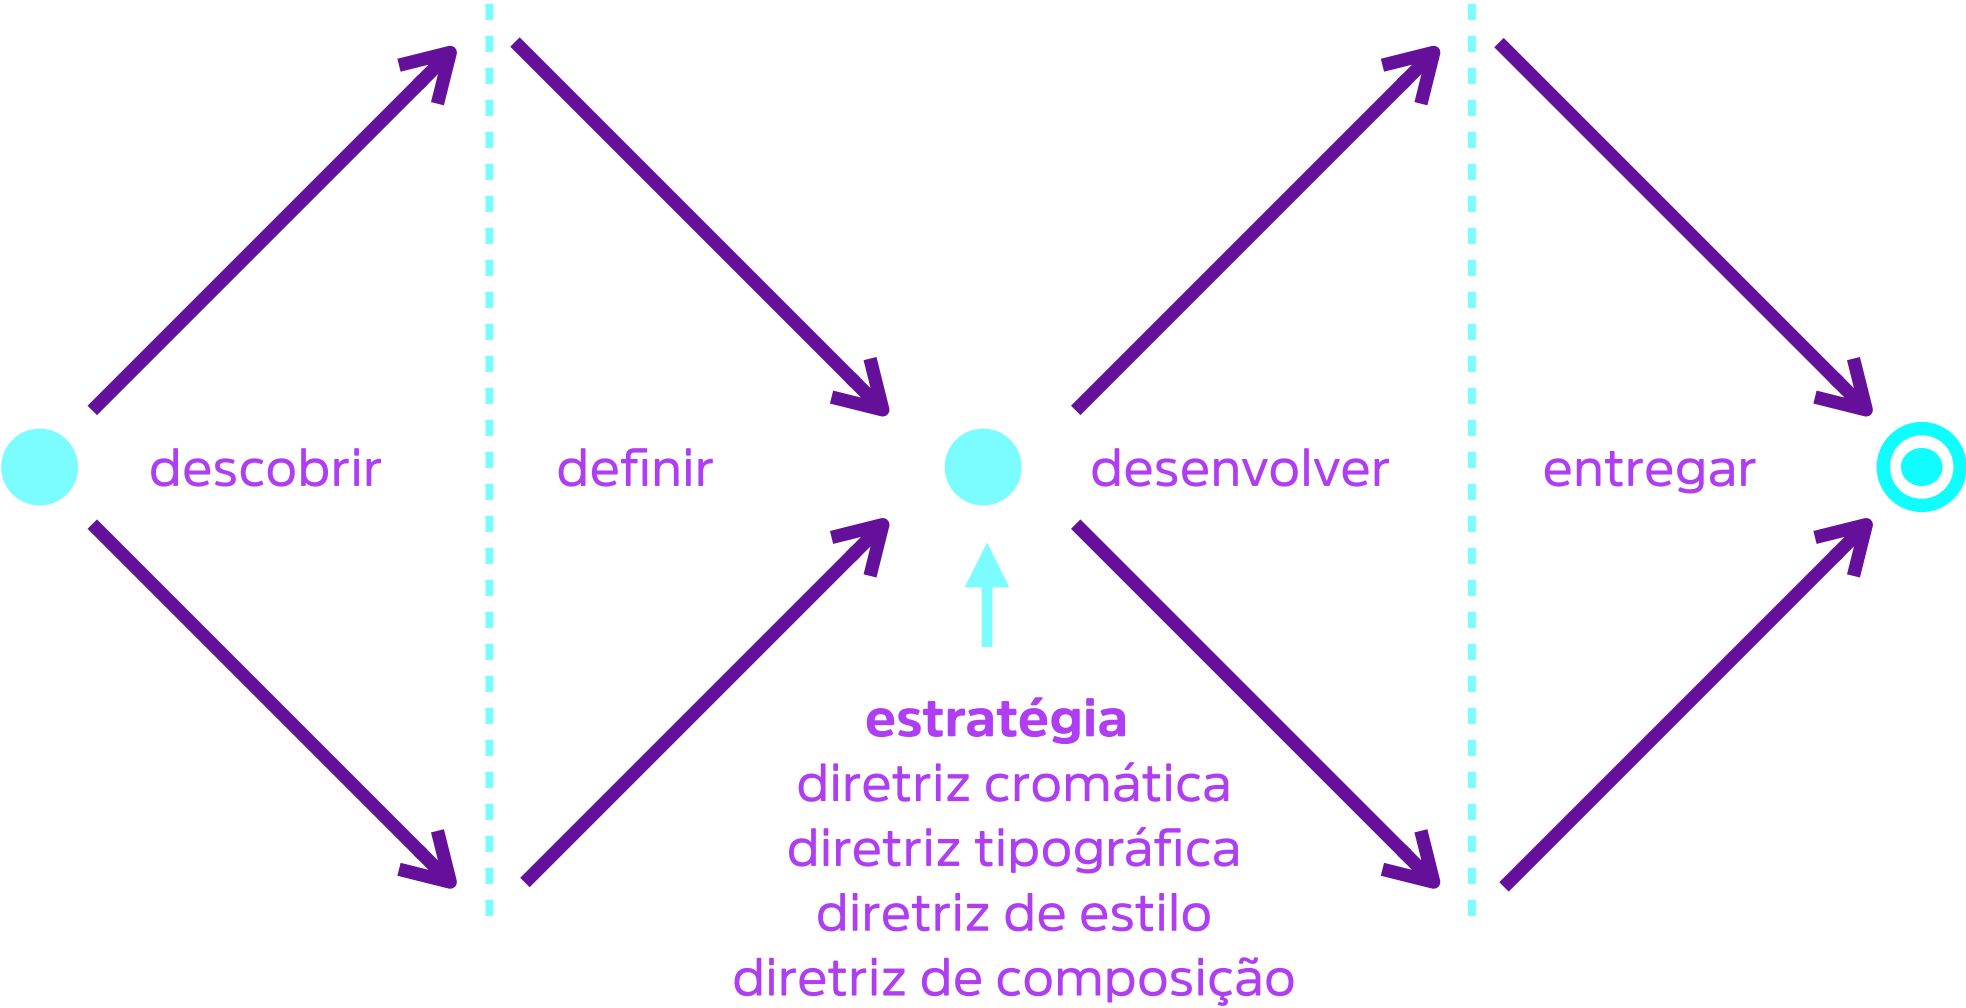 descobrir
definir
desenvolver
entregar
estratégia
diretriz cromática
diretriz tipográfica
diretriz de estilo
diretriz de composição